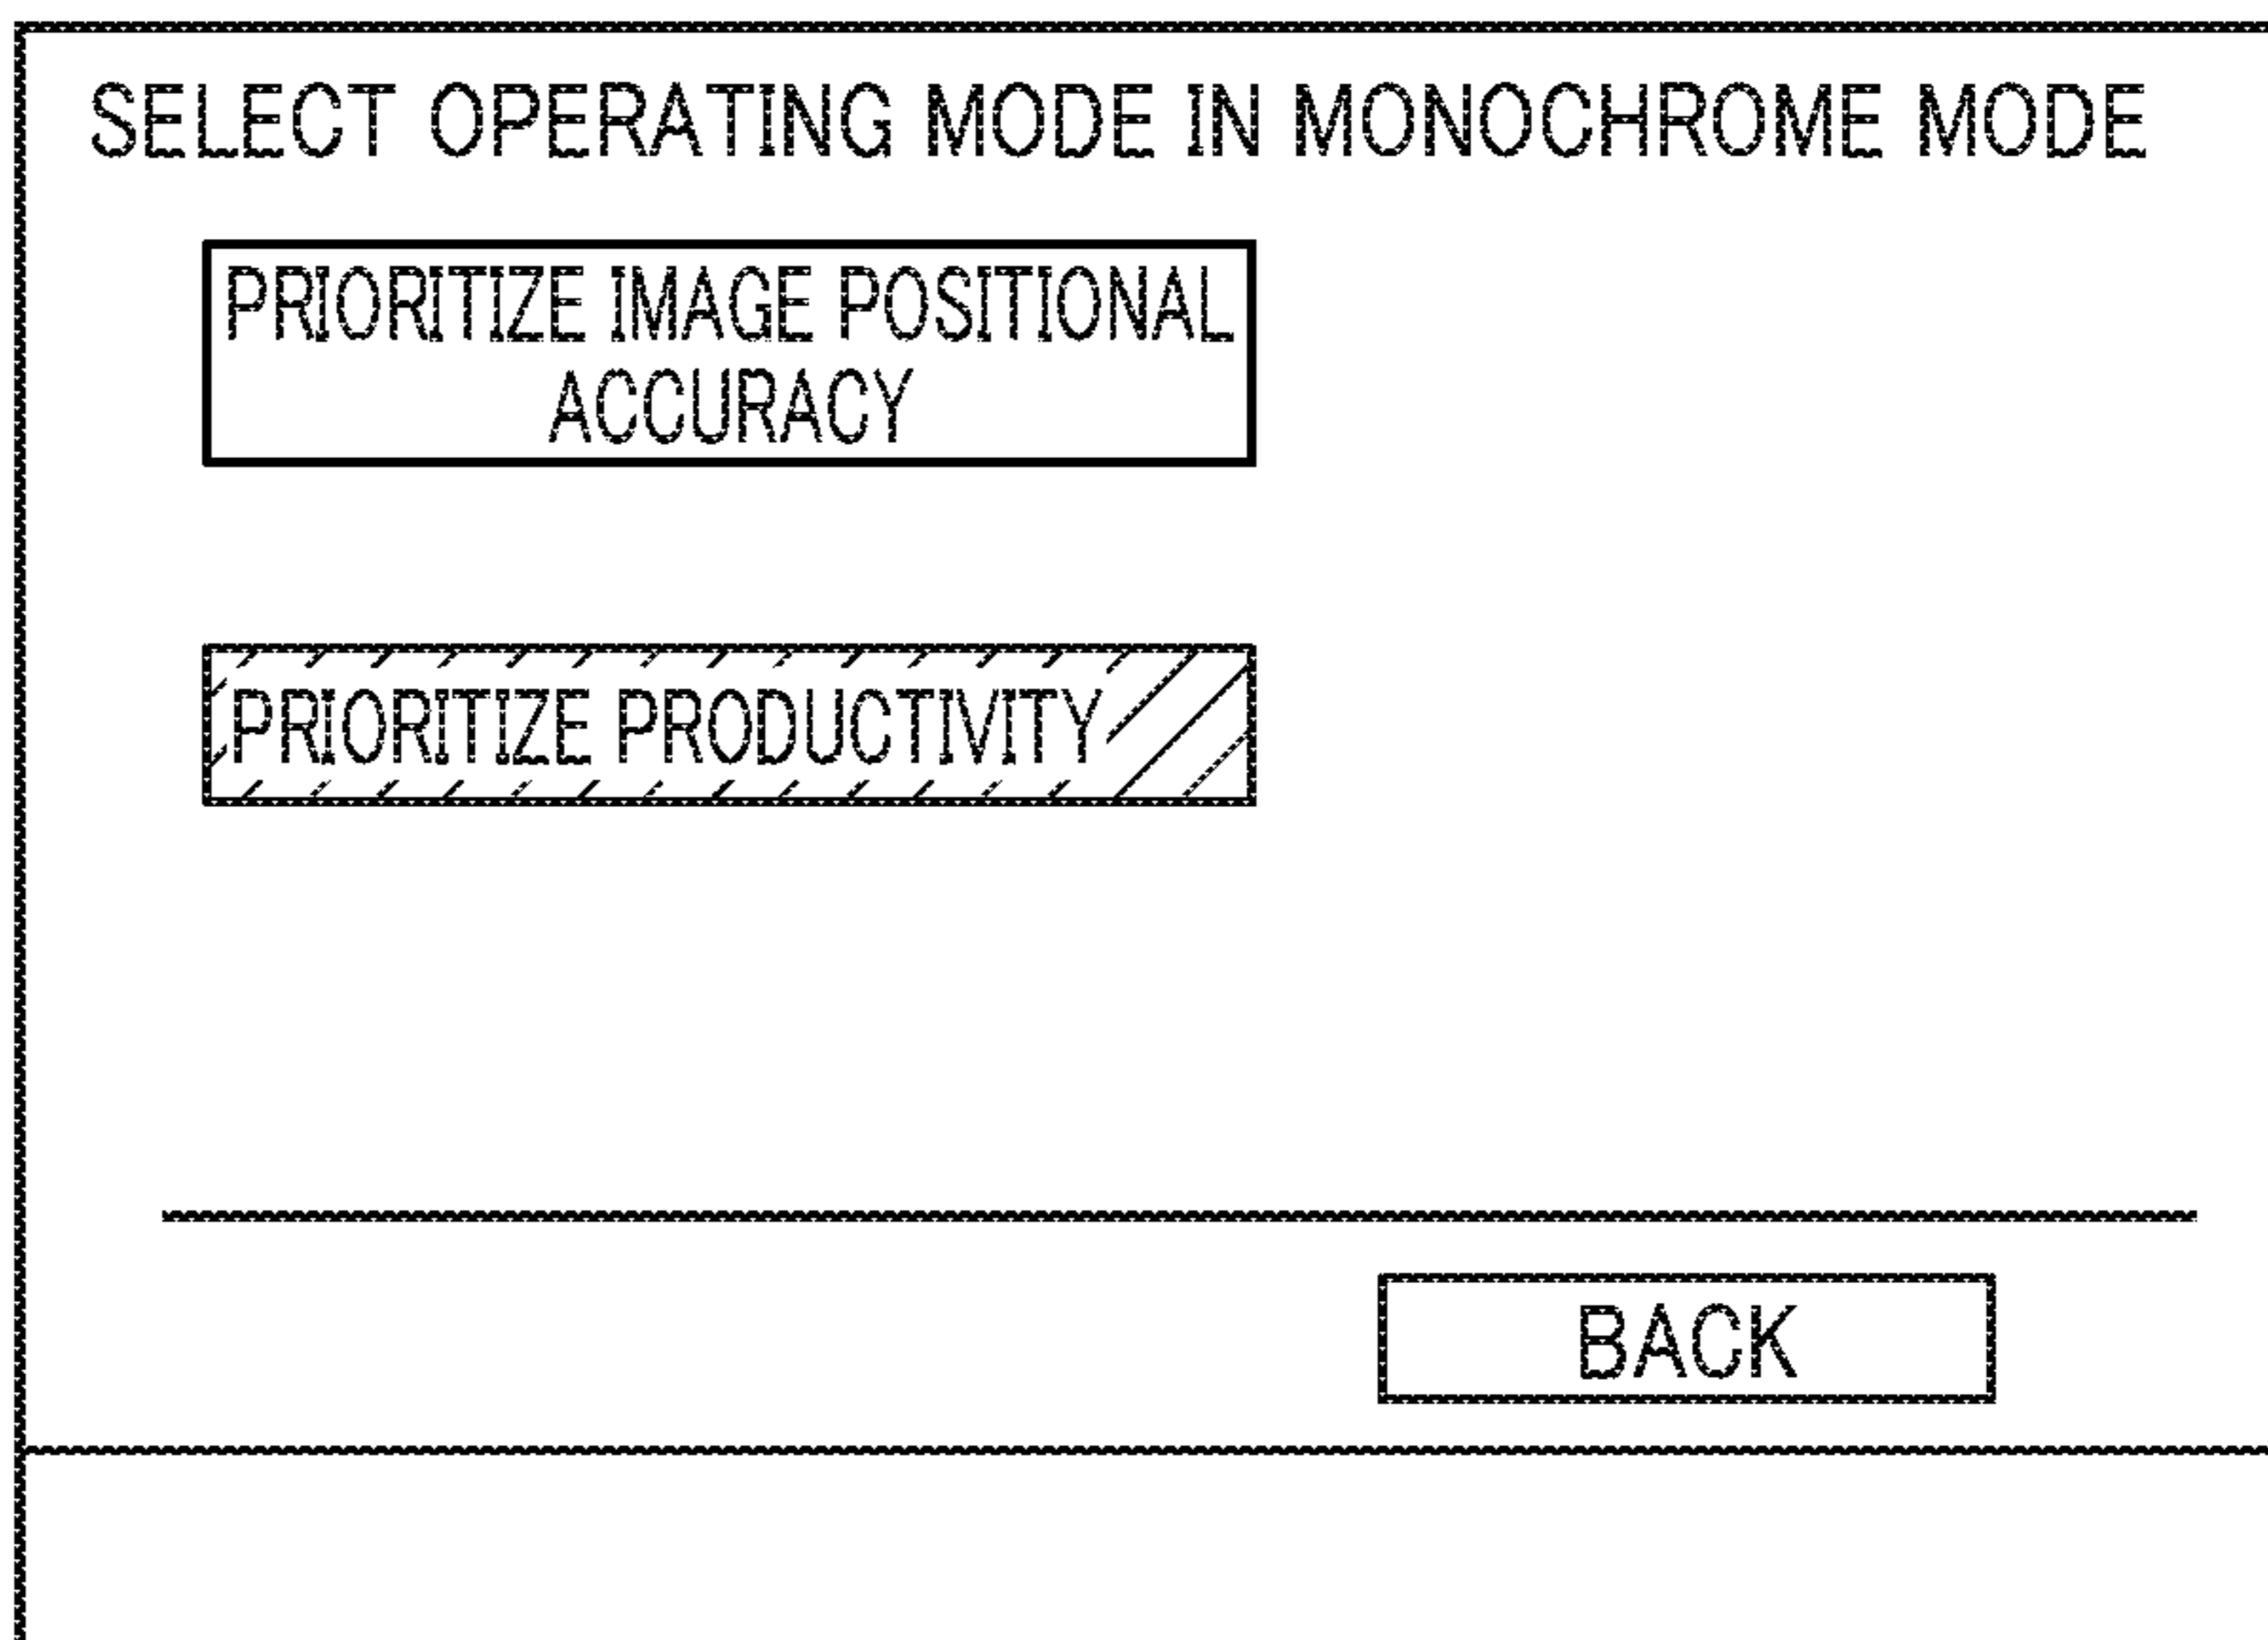 SELECT OPERATING MODE IN MONOCHROME MODE
PRIORITIZE IMAGE POSITIONAL
ACCURACY
PRIORITIZE PRODUCTIVITY
BACK